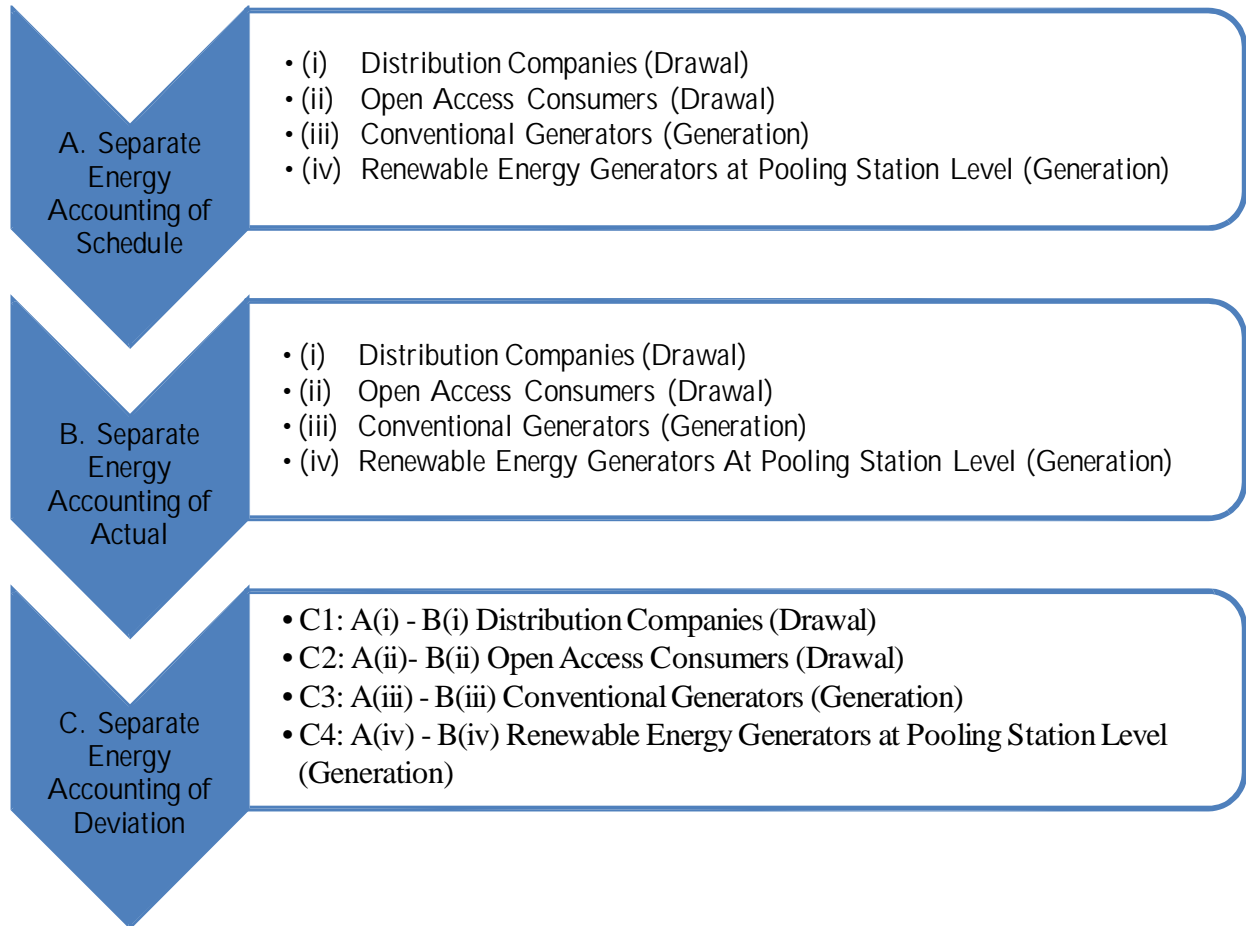 A. Separate
Energy
Accounting of
Schedule
• (i) Distribution Companies (Drawal)
• (ii) Open Access Consumers (Drawal)
• (iii) Conventional Generators (Generation)
• (iv) Renewable Energy Generators at Pooling Station Level (Generation)
B. Separate
Energy
Accounting of
Actual
• (i) Distribution Companies (Drawal)
• (ii) Open Access Consumers (Drawal)
• (iii) Conventional Generators (Generation)
• (iv) Renewable Energy Generators At Pooling Station Level (Generation)
C. Separate
Energy
Accounting of
Deviation
• C1: A(i) - B(i) Distribution Companies (Drawal)
• C2: A(ii)- B(ii) Open Access Consumers (Drawal)
• C3: A(iii) - B(iii) Conventional Generators (Generation)
• C4: A(iv) - B(iv) Renewable Energy Generators at Pooling Station Level
(Generation)